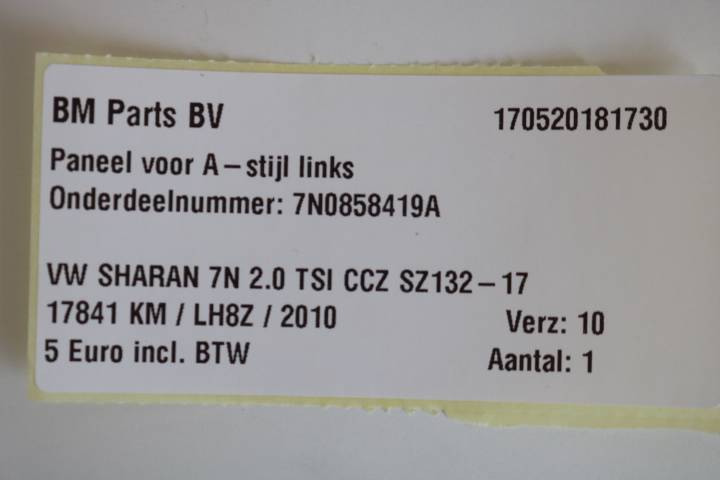 BM Parts BV 170520181730
Paneel voor A-stijl links
Onderdeelnummer: 7N0858419A
VW SHARAN 7N 2.0 TSI CCZ SZ132-17
17841 KM / LH8Z / 2010 Verz: 10
5 Euro incl. BTW Aantal: 1